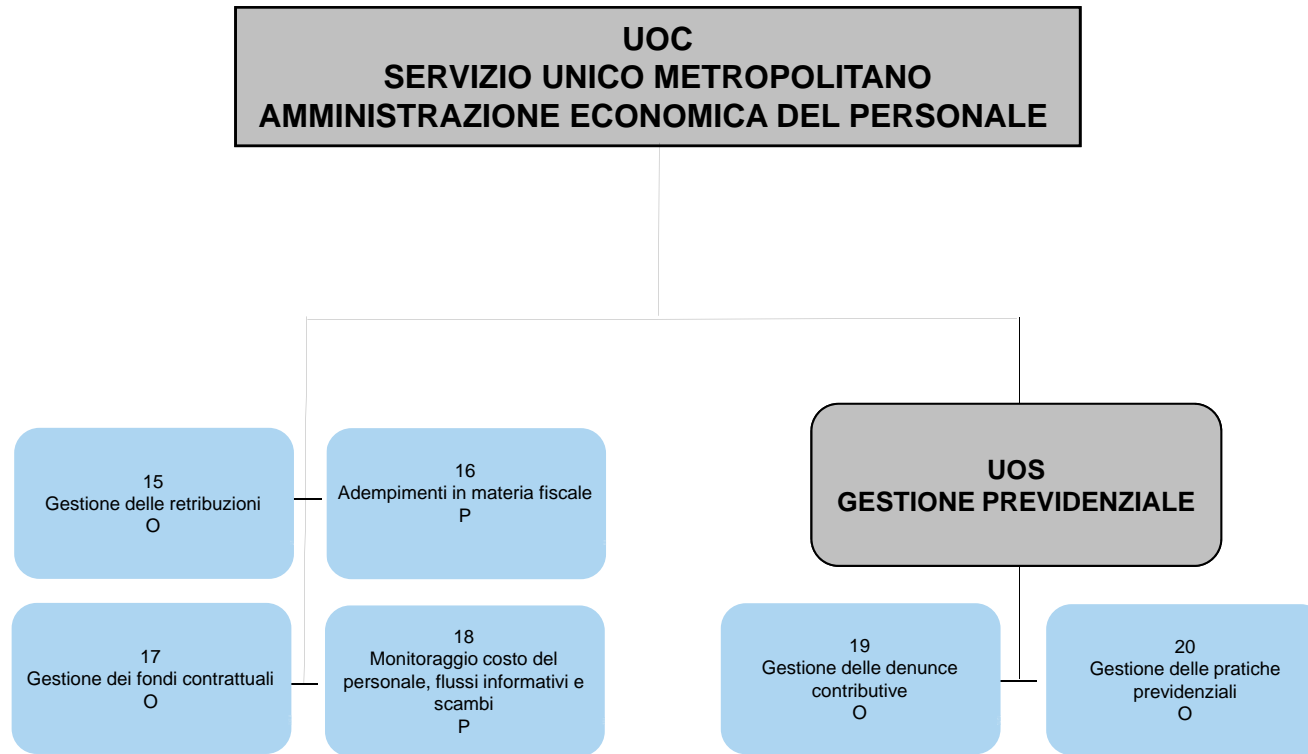 UOC
SERVIZIO UNICO METROPOLITANO
AMMINISTRAZIONE ECONOMICA DEL PERSONALE
15
Gestione delle retribuzioni
O
16
Adempimenti in materia fiscale
P
UOS
GESTIONE PREVIDENZIALE
17
Gestione dei fondi contrattuali
O
18
Monitoraggio costo del
personale, flussi informativi e
scambi
P
19
Gestione delle denunce
contributive
O
20
Gestione delle pratiche
previdenziali
O